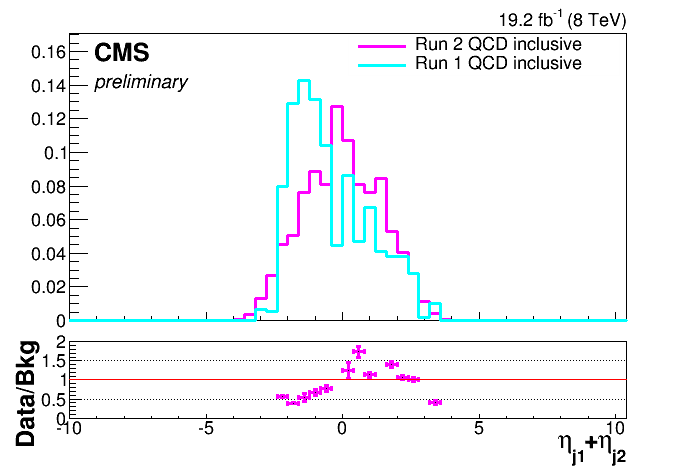 19.2 fb⁻¹ (8 TeV)
CMS
preliminary
Run 2 QCD inclusive
Run 1 QCD inclusive
0.16
0.14
0.12
0.1
0.08
0.06
0.04
0.02
0
Data/Bkg
2
1.5
1
0.5
0
-10 -5 0 5 10
η_j1+η_j2